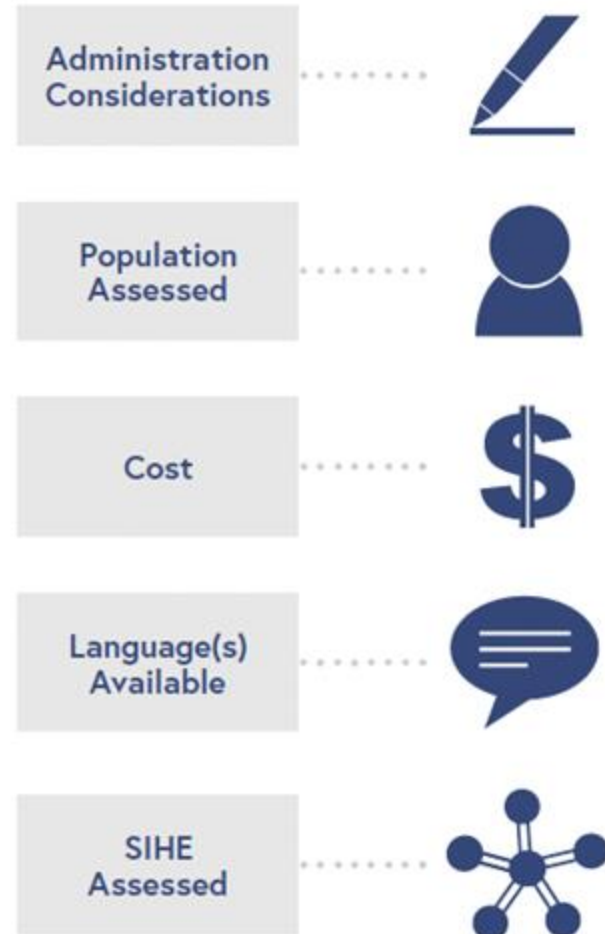 Administration
Considerations
Population
Assessed
Cost
Language(s)
Available
SIHE
Assessed